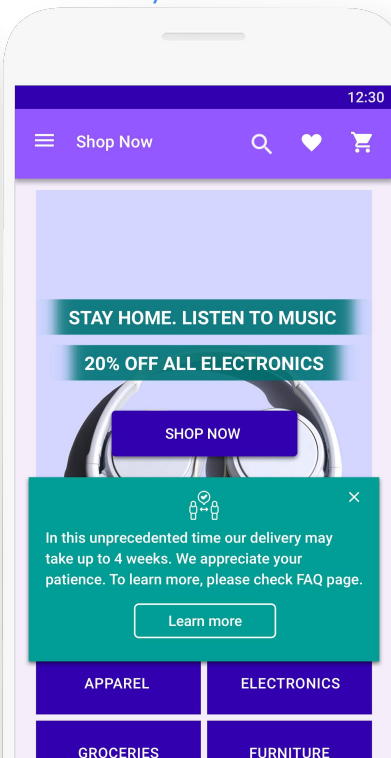 12:30
Shop Now
STAY HOME. LISTEN TO MUSIC
20% OFF ALL ELECTRONICS
SHOP NOW
In this unprecedented time our delivery may
take up to 4 weeks. We appreciate your
patience. To learn more, please check FAQ page.
Learn more
APPAREL
ELECTRONICS
GROCERIES
FURNITURE